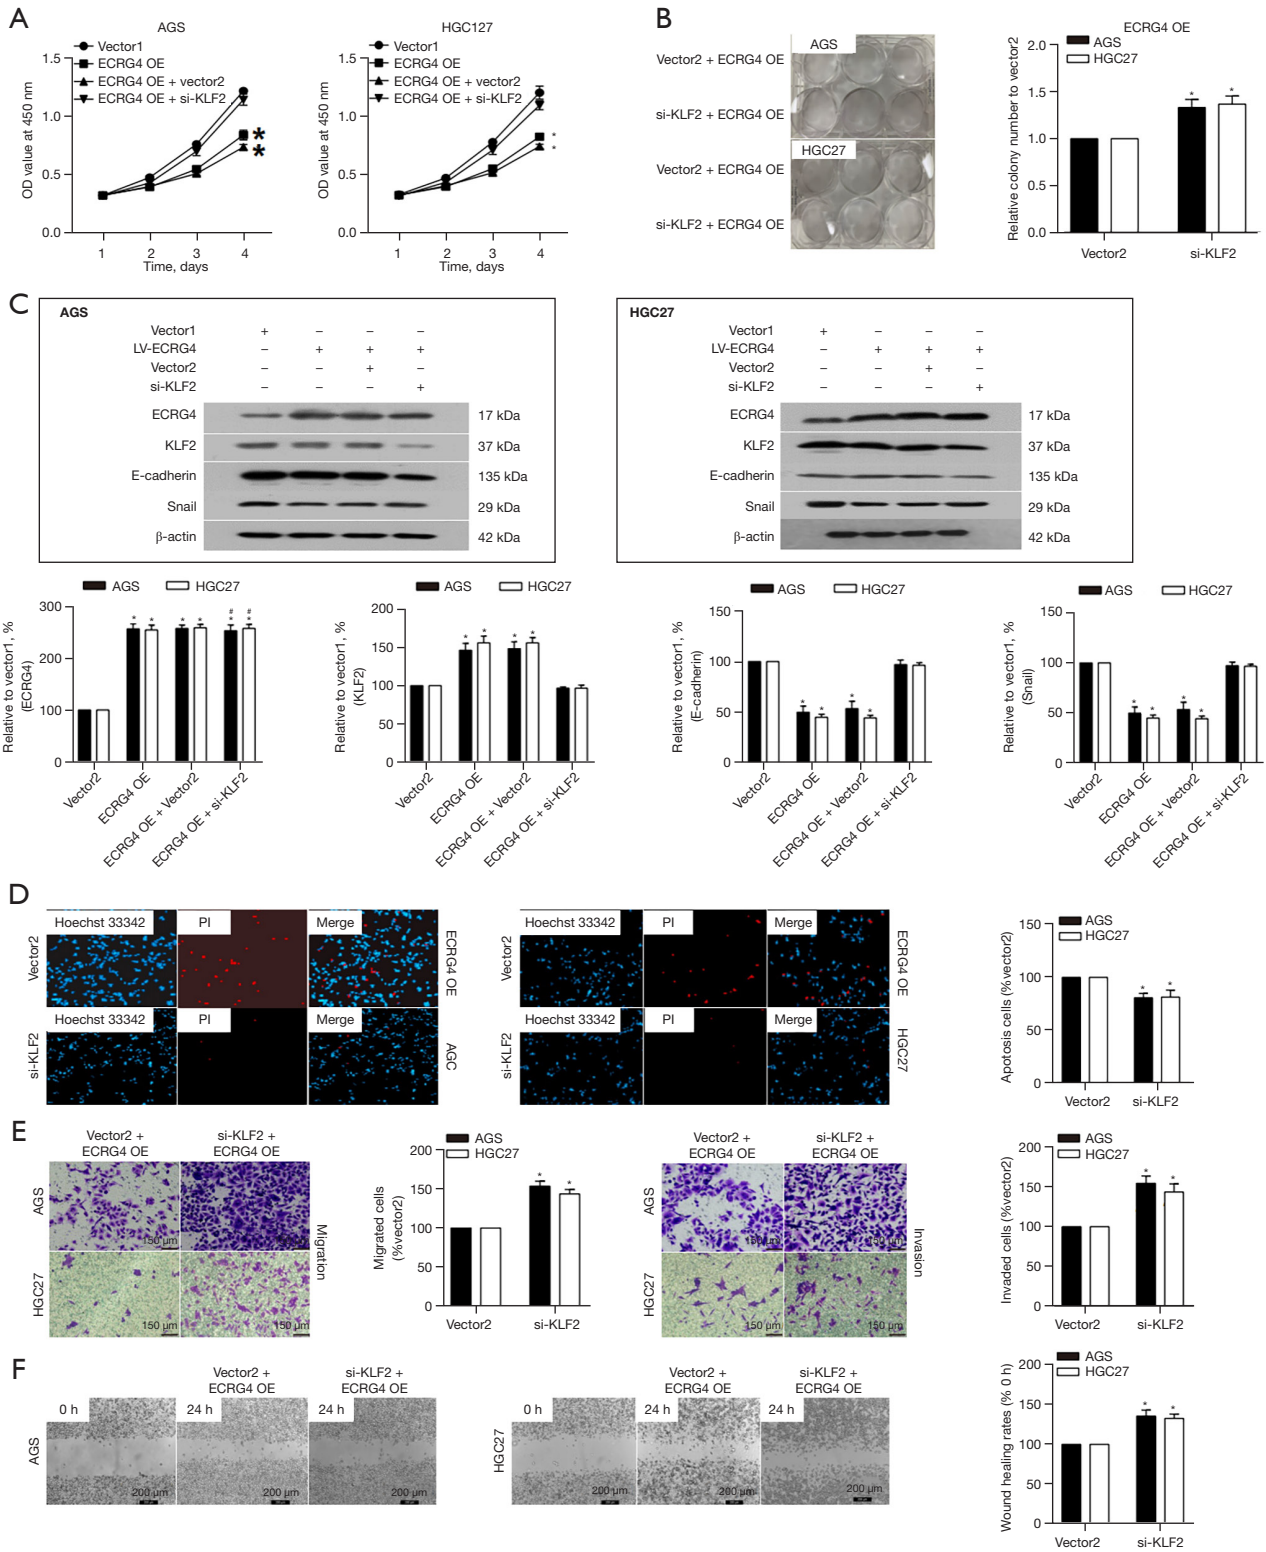 A
AGS
Vector1
ECRG4 OE
ECRG4 OE + vector2
ECRG4 OE + si-KLF2
OD value at 450 nm
1.5
1.0
0.5
0.0
1 2 3 4
Time, days
*
*
HGC127
Vector1
ECRG4 OE
ECRG4 OE + vector2
ECRG4 OE + si-KLF2
OD value at 450 nm
1.5
1.0
0.5
0.0
1 2 3 4
Time, days
*
*
B
AGS
Vector2 + ECRG4 OE
si-KLF2 + ECRG4 OE
HGC27
Vector2 + ECRG4 OE
si-KLF2 + ECRG4 OE
ECRG4 OE
AGS
HGC27
Relative colony number to vector2
2.0
1.5
1.0
0.5
0.0
* *
Vector2 si-KLF2
C
AGS
Vector1 + – – –
LV-ECRG4 – + + +
Vector2 – – + –
si-KLF2 – – – +
ECRG4 17 kDa
KLF2 37 kDa
E-cadherin 135 kDa
Snail 29 kDa
β-actin 42 kDa
HGC27
Vector1 + – – –
LV-ECRG4 – + + +
Vector2 – – + –
si-KLF2 – – – +
ECRG4 17 kDa
KLF2 37 kDa
E-cadherin 135 kDa
Snail 29 kDa
β-actin 42 kDa
AGS HGC27
Relative to vector1, %
(ECRG4)
300
200
100
0
* * * * # # * *
Vector2
ECRG4 OE
ECRG4 OE + Vector2
ECRG4 OE + si-KLF2
AGS HGC27
Relative to vector1, %
(KLF2)
200
150
100
50
0
* * * *
Vector2
ECRG4 OE
ECRG4 OE + Vector2
ECRG4 OE + si-KLF2
AGS HGC27
Relative to vector1, %
(E-cadherin)
150
100
50
0
* * * *
Vector2
ECRG4 OE
ECRG4 OE + Vector2
ECRG4 OE + si-KLF2
AGS HGC27
Relative to vector1, %
(Snail)
150
100
50
0
* * * *
Vector2
ECRG4 OE
ECRG4 OE + Vector2
ECRG4 OE + si-KLF2
D
Hoechst 33342 PI Merge
Vector2
ECRG4 OE
Hoechst 33342 PI Merge
si-KLF2
AGC
Hoechst 33342 PI Merge
Vector2
ECRG4 OE
Hoechst 33342 PI Merge
si-KLF2
HGC27
AGS
HGC27
Apotosis cells (%vector2)
150
100
50
0
* *
Vector2 si-KLF2
E
Vector2 +
ECRG4 OE
si-KLF2 +
ECRG4 OE
AGS
150 μm 150 μm
HGC27
150 μm 150 μm
Migration
AGS
HGC27
Migrated cells
(%vector2)
200
150
100
50
0
* *
Vector2 si-KLF2
Vector2 +
ECRG4 OE
si-KLF2 +
ECRG4 OE
AGS
150 μm 150 μm
HGC27
150 μm 150 μm
Invasion
AGS
HGC27
Invaded cells (%vector2)
200
150
100
50
0
* *
Vector2 si-KLF2
F
Vector2 +
ECRG4 OE
si-KLF2 +
ECRG4 OE
0 h 24 h 24 h
AGS
200 μm 200 μm 200 μm
Vector2 +
ECRG4 OE
si-KLF2 +
ECRG4 OE
0 h 24 h 24 h
HGC27
200 μm 200 μm 200 μm
AGS
HGC27
Wound healing rates (% 0 h)
200
150
100
50
0
* *
Vector2 si-KLF2